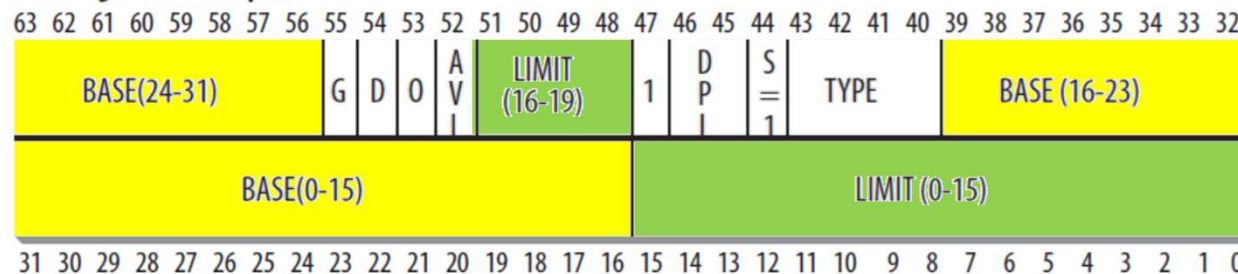 63 62 61 60 59 58 57 56 55 54 53 52 51 50 49 48 47 46 45 44 43 42 41 40 39 38 37 36 35 34 33 32
BASE(24-31) G D O AVL LIMIT (16-19) 1 DPL S=1 TYPE BASE (16-23)
BASE(0-15) LIMIT (0-15)
31 30 29 28 27 26 25 24 23 22 21 20 19 18 17 16 15 14 13 12 11 10 9 8 7 6 5 4 3 2 1 0